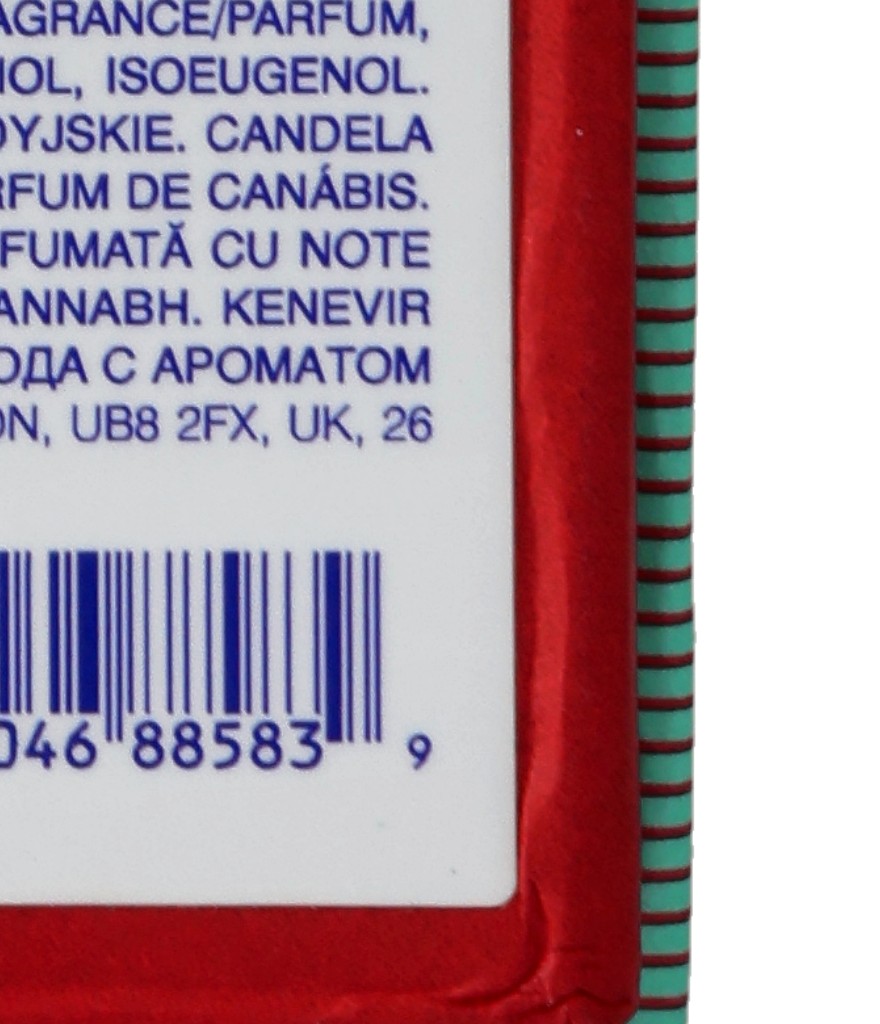 AGRANCE/PARFUM,
IOL, ISOEUGENOL.
DYJSKIE. CANDELA
RFUM DE CANÁBIS.
FUMATĂ CU NOTE
ANNABH. KENEVIR
ОДА С АРОМАТОМ
ON, UB8 2FX, UK, 26
046 88583 9